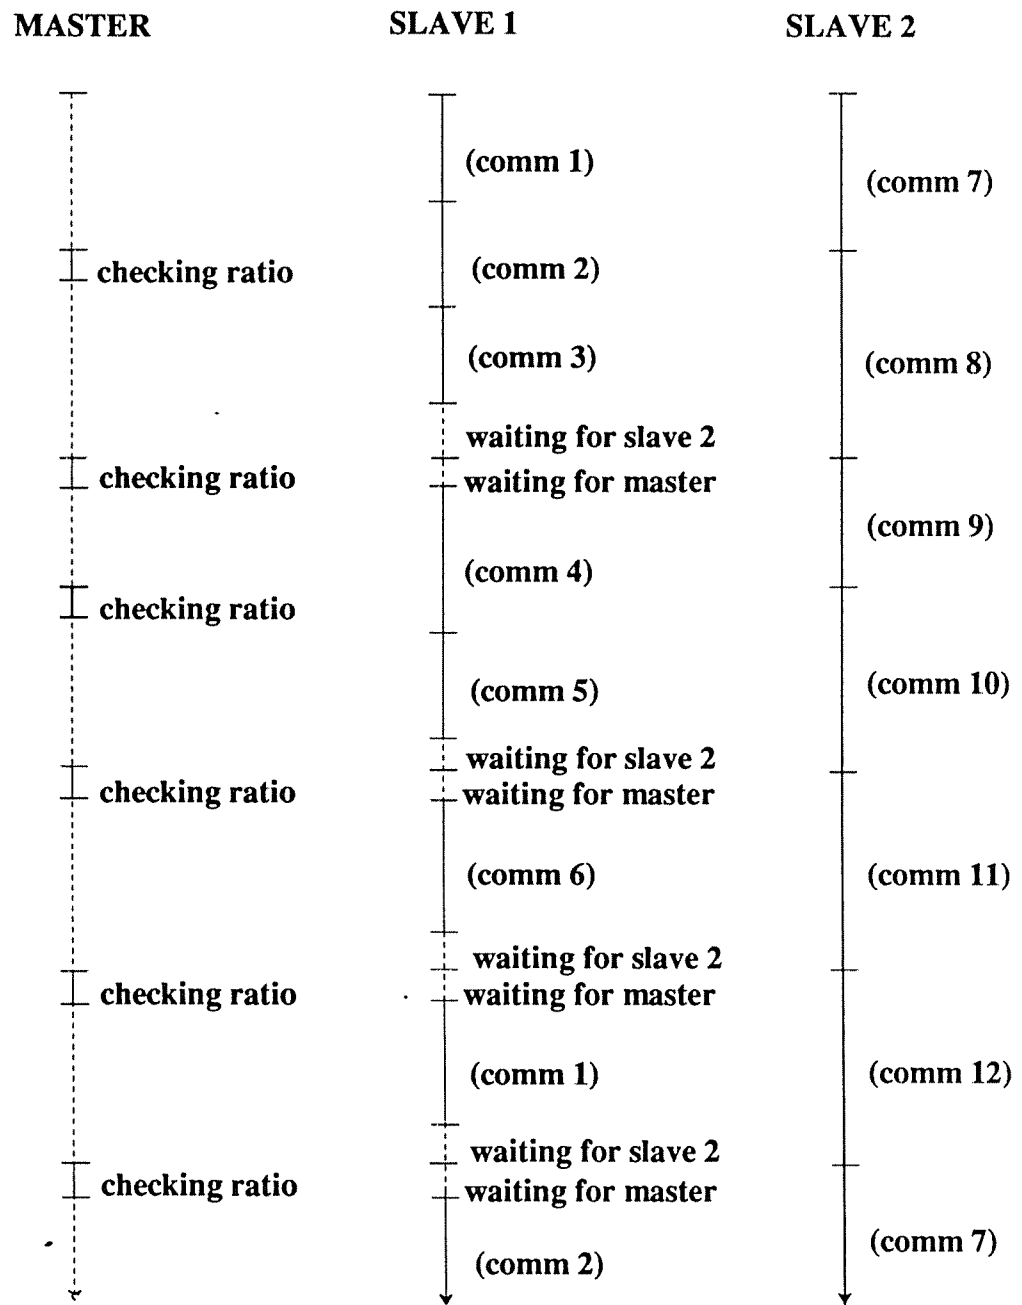 MASTER
SLAVE 1
SLAVE 2
(comm 1)
(comm 7)
checking ratio
(comm 2)
(comm 3)
(comm 8)
waiting for slave 2
checking ratio
waiting for master
(comm 9)
(comm 4)
checking ratio
(comm 5)
(comm 10)
waiting for slave 2
checking ratio
waiting for master
(comm 6)
(comm 11)
waiting for slave 2
checking ratio
waiting for master
(comm 1)
(comm 12)
waiting for slave 2
checking ratio
waiting for master
(comm 2)
(comm 7)